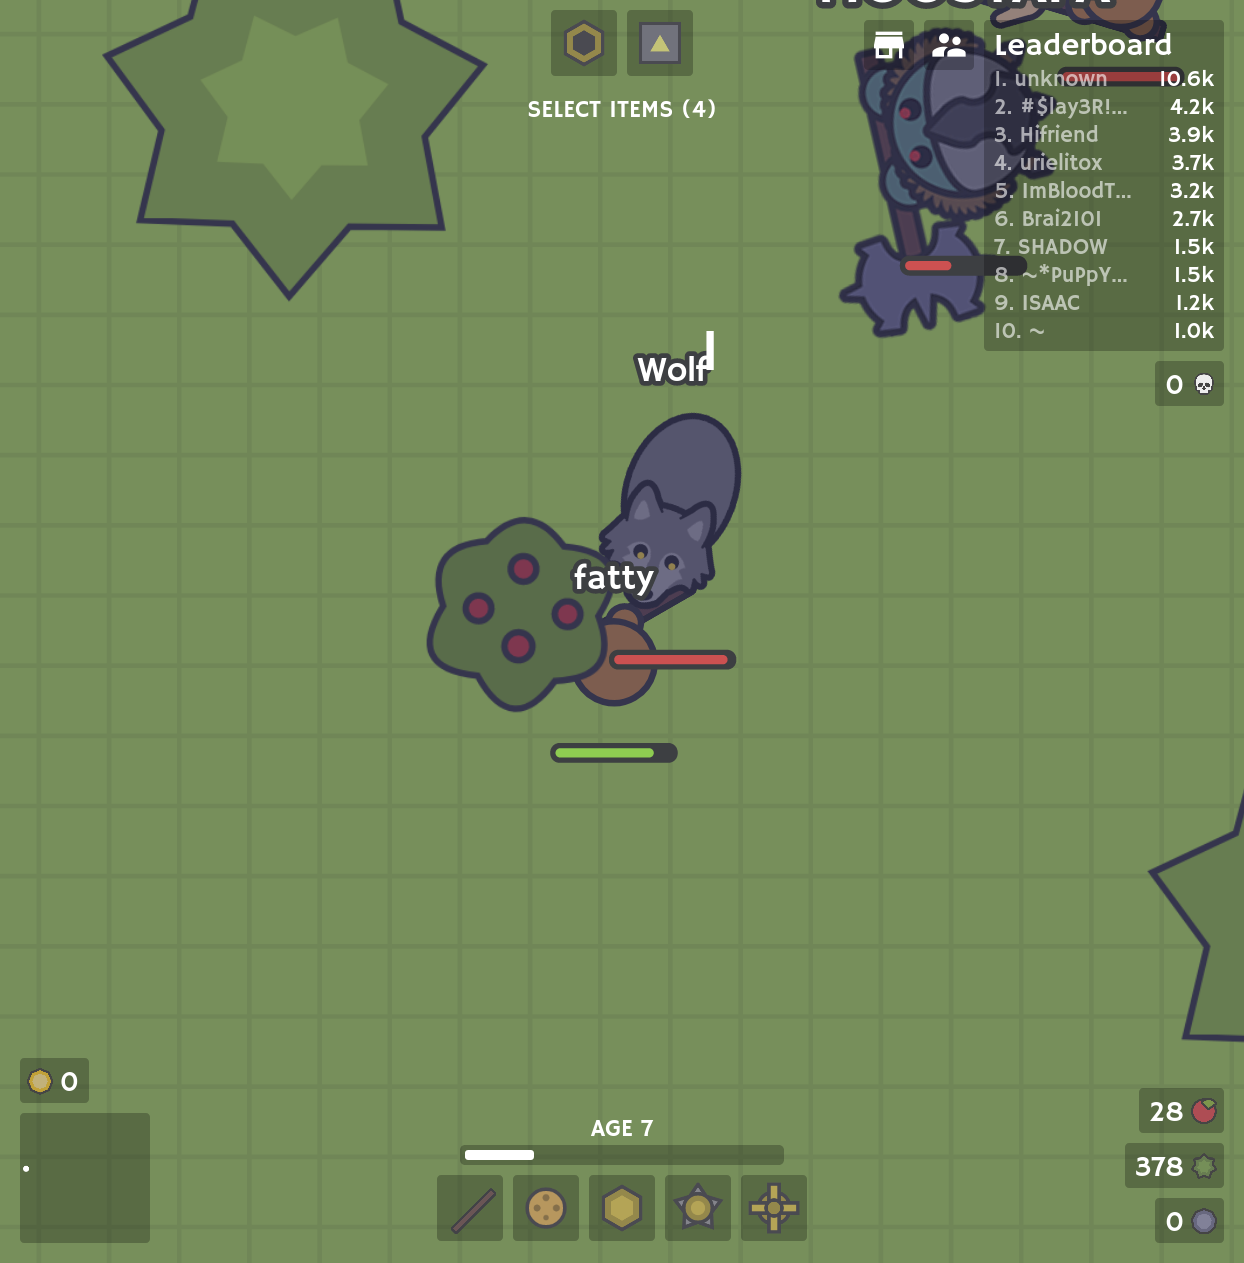 SELECT ITEMS (4)
Leaderboard
1. unknown 10.6k
2. #$lay3R!... 4.2k
3. Hifriend 3.9k
4. urielitox 3.7k
5. ImBloodT... 3.2k
6. Brai2101 2.7k
7. SHADOW 1.5k
8. ~*PuPpY... 1.5k
9. ISAAC 1.2k
10. ~ 1.0k
0
1
Wolf
fatty
0
AGE 7
28
378
0